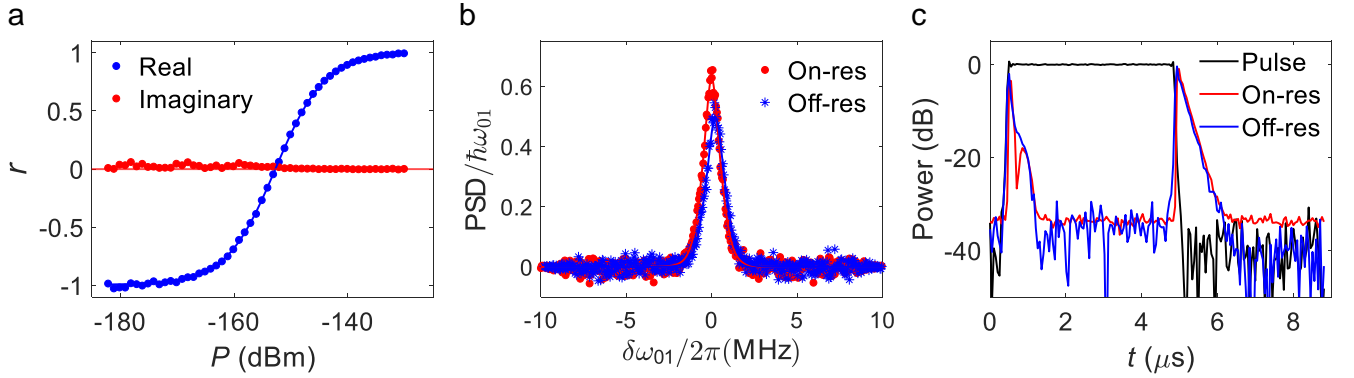 a
1
0.5
0
-0.5
-1
r
Real
Imaginary
-180
-160
-140
P (dBm)
b
0.6
0.4
0.2
0
PSD/ℏω₀₁
On-res
Off-res
-10
-5
0
5
10
δω₀₁/2π(MHz)
c
0
-20
-40
Power (dB)
Pulse
On-res
Off-res
0
2
4
6
8
t (μs)